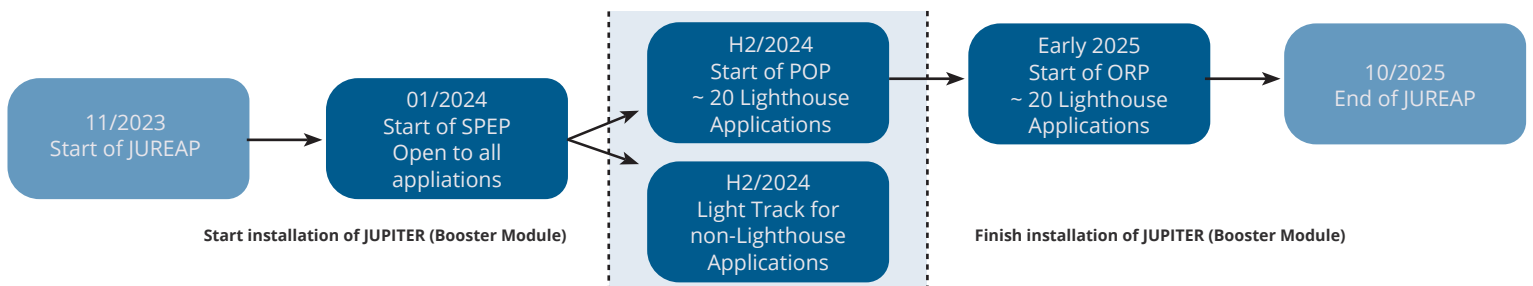 11/2023
Start of JUREAP
01/2024
Start of SPEP
Open to all
appliations
H2/2024
Start of POP
~ 20 Lighthouse
Applications
H2/2024
Light Track for
non-Lighthouse
Applications
Early 2025
Start of ORP
~ 20 Lighthouse
Applications
10/2025
End of JUREAP
Start installation of JUPITER (Booster Module)
Finish installation of JUPITER (Booster Module)